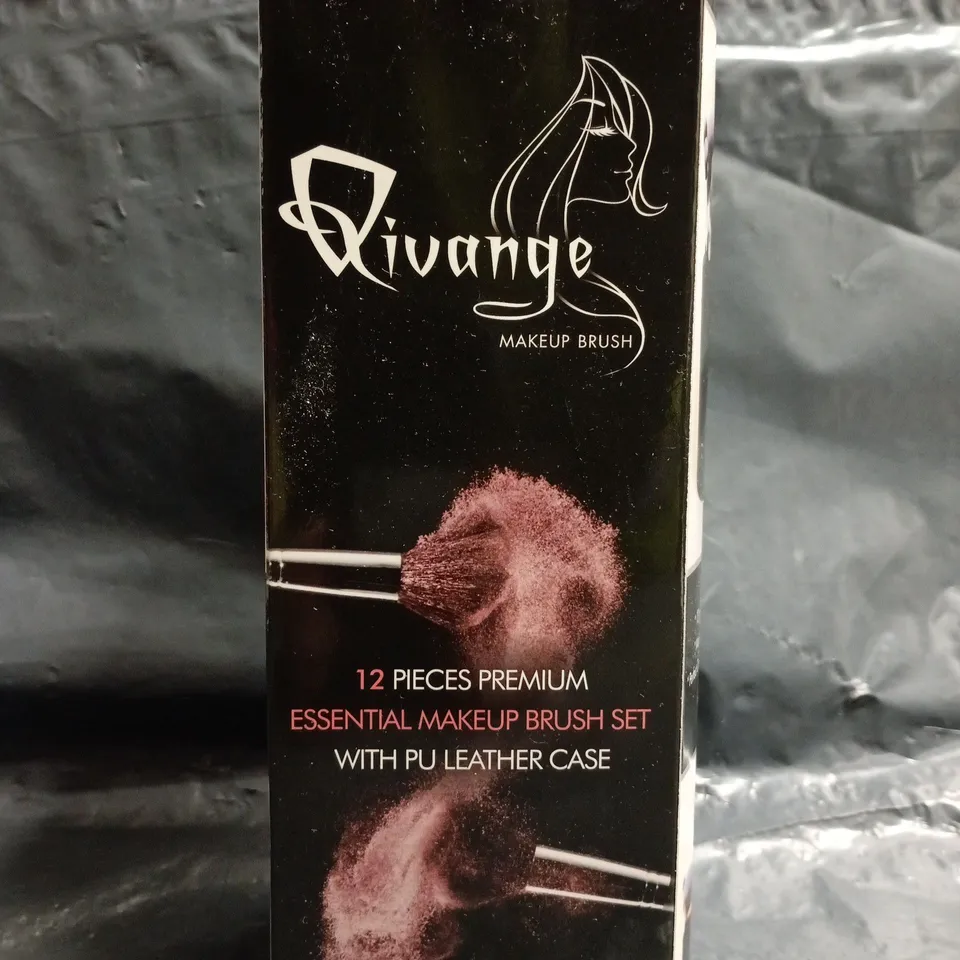 Qivange
MAKEUP BRUSH
12 PIECES PREMIUM
ESSENTIAL MAKEUP BRUSH SET
WITH PU LEATHER CASE